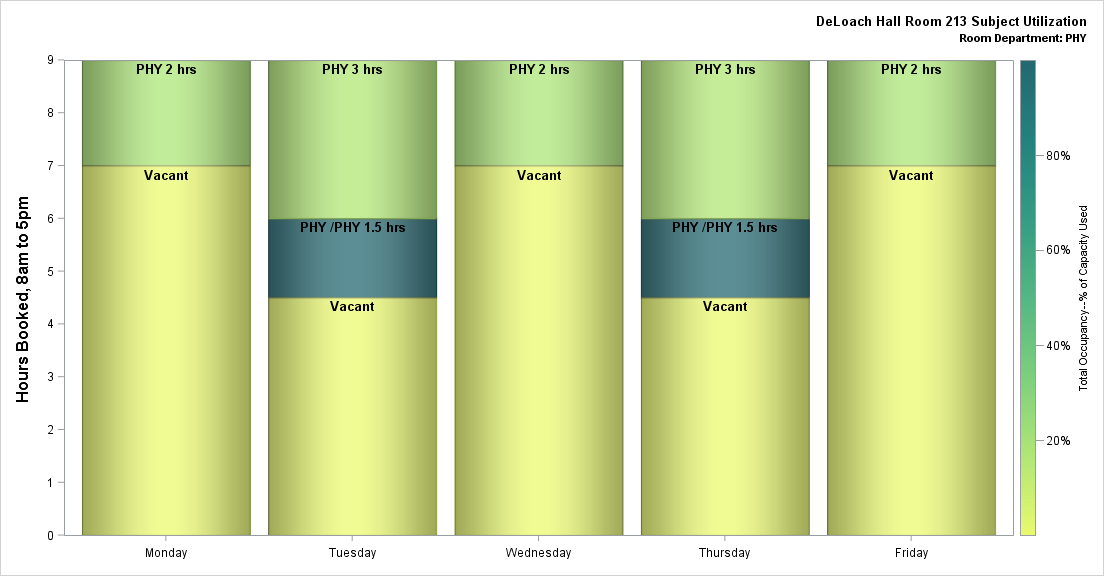 DeLoach Hall Room 213 Subject Utilization
Room Department: PHY
Hours Booked, 8am to 5pm
9
8
7
6
5
4
3
2
1
0
PHY 2 hrs
Vacant
PHY 3 hrs
PHY /PHY 1.5 hrs
Vacant
PHY 2 hrs
Vacant
PHY 3 hrs
PHY /PHY 1.5 hrs
Vacant
PHY 2 hrs
Vacant
Monday
Tuesday
Wednesday
Thursday
Friday
80%
60%
40%
20%
Total Occupancy--% of Capacity Used